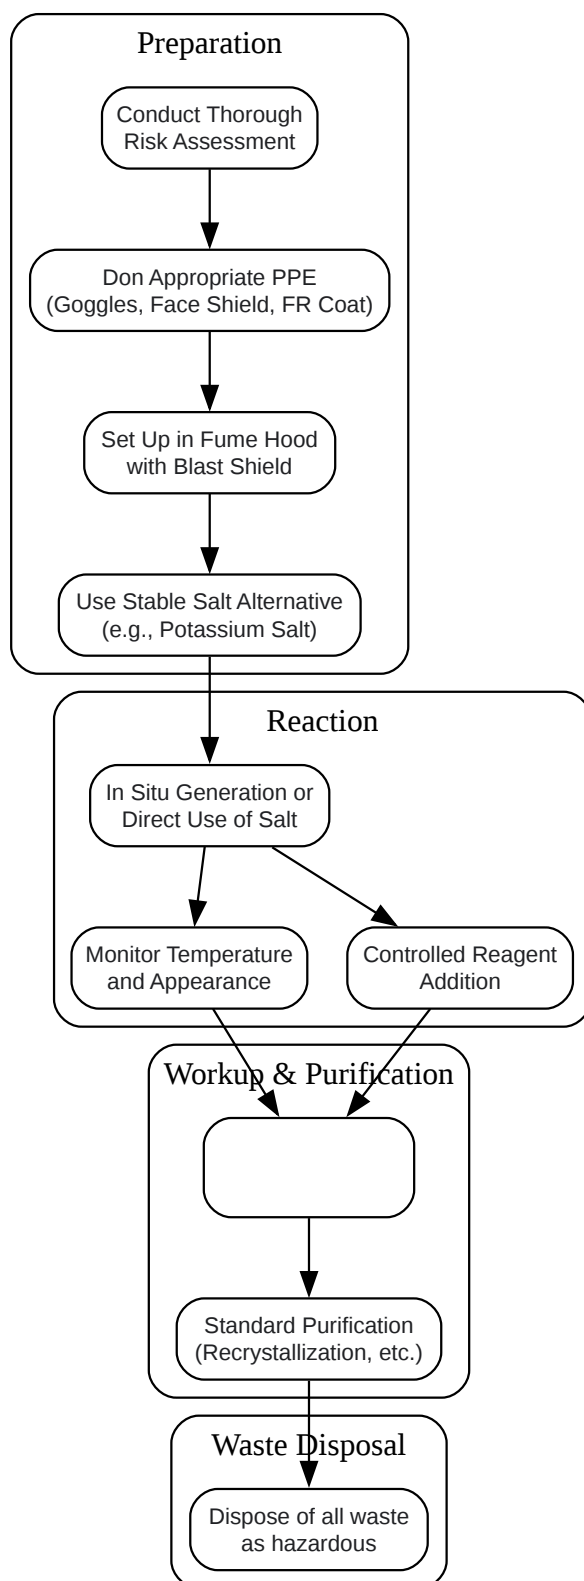 Preparation
Conduct Thorough
Risk Assessment
Don Appropriate PPE
(Goggles, Face Shield, FR Coat)
Set Up in Fume Hood
with Blast Shield
Use Stable Salt Alternative
(e.g., Potassium Salt)
Reaction
In Situ Generation or
Direct Use of Salt
Monitor Temperature
and Appearance
Controlled Reagent
Addition
Workup & Purification
Standard Purification
(Recrystallization, etc.)
Waste Disposal
Dispose of all waste
as hazardous